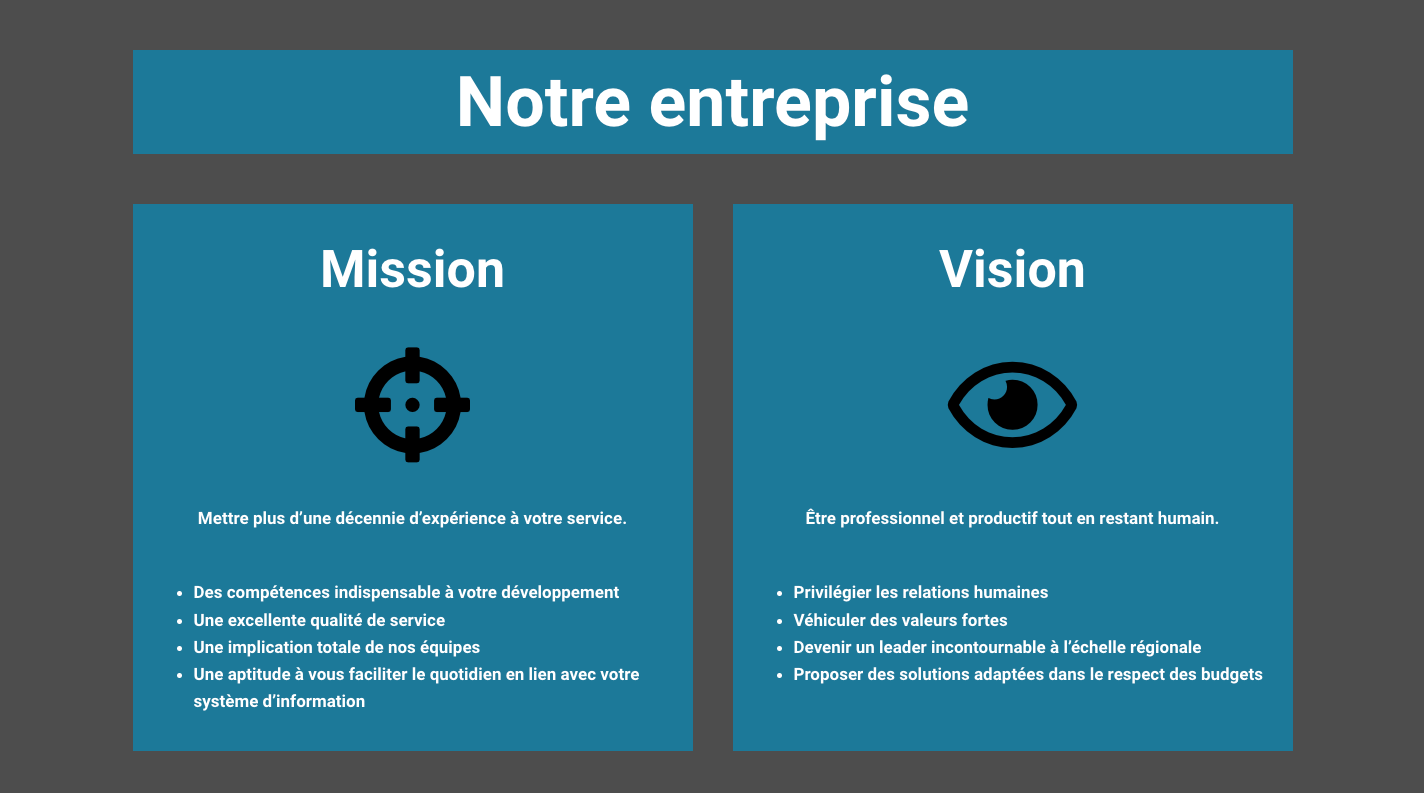 Notre entreprise
Mission
Mettre plus d’une décennie d’expérience à votre service.
• Des compétences indispensable à votre développement
• Une excellente qualité de service
• Une implication totale de nos équipes
• Une aptitude à vous faciliter le quotidien en lien avec votre
système d’information
Vision
Être professionnel et productif tout en restant humain.
• Privilégier les relations humaines
• Véhiculer des valeurs fortes
• Devenir un leader incontournable à l’échelle régionale
• Proposer des solutions adaptées dans le respect des budgets